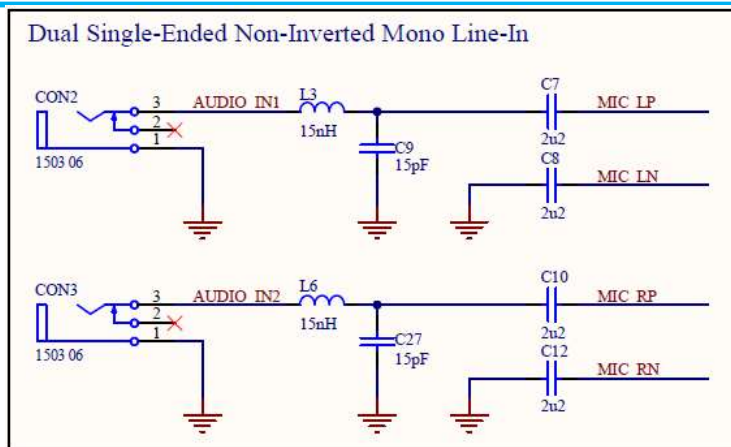 Dual Single-Ended Non-Inverted Mono Line-In
CON2
3
2
1
1503 06
AUDIO IN1
L3
15nH
C9
15pF
C7
2u2
MIC LP
C8
2u2
MIC LN
CON3
3
2
1
1503 06
AUDIO IN2
L6
15nH
C27
15pF
C10
2u2
MIC RP
C12
2u2
MIC RN